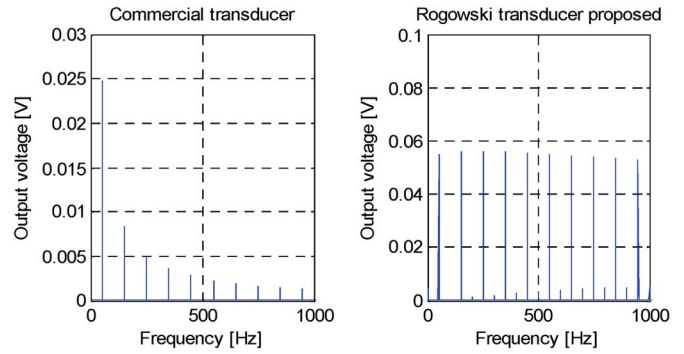 Commercial transducer
Output voltage [V]
0.03
0.025
0.02
0.015
0.01
0.005
0
0 500 1000
Frequency [Hz]
Rogowski transducer proposed
Output voltage [V]
0.1
0.08
0.06
0.04
0.02
0
0 500 1000
Frequency [Hz]